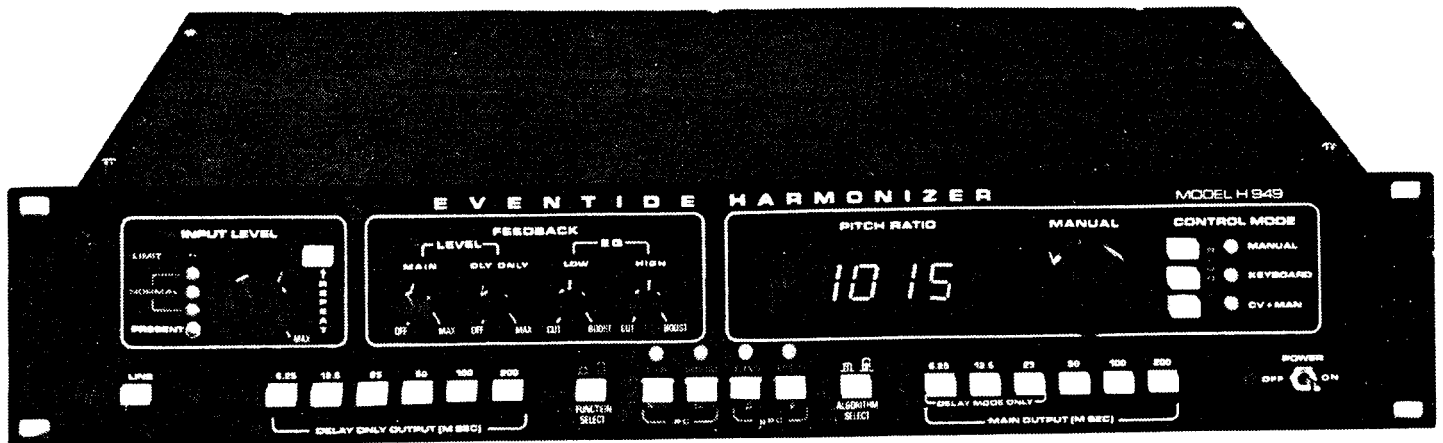 EVENTIDE HARMONIZER
MODEL H949
INPUT LEVEL
LIMIT
NORMAL
PRESENT
REPEAT
MAX
FEEDBACK
LEVEL
EQ
MAIN
DLY ONLY
LOW
HIGH
OFF
MAX
OFF
MAX
CUT
BOOST
CUT
BOOST
PITCH RATIO
1015
MANUAL
CONTROL MODE
MANUAL
KEYBOARD
CV+MAN
LINE
6.25 12.5 25 50 100 200
DELAY ONLY OUTPUT (M SEC)
FUNCTION
SELECT
ALGORITHM
SELECT
6.25 12.5 25 50 100 200
DELAY MODE ONLY
MAIN OUTPUT (M SEC)
POWER
OFF ON